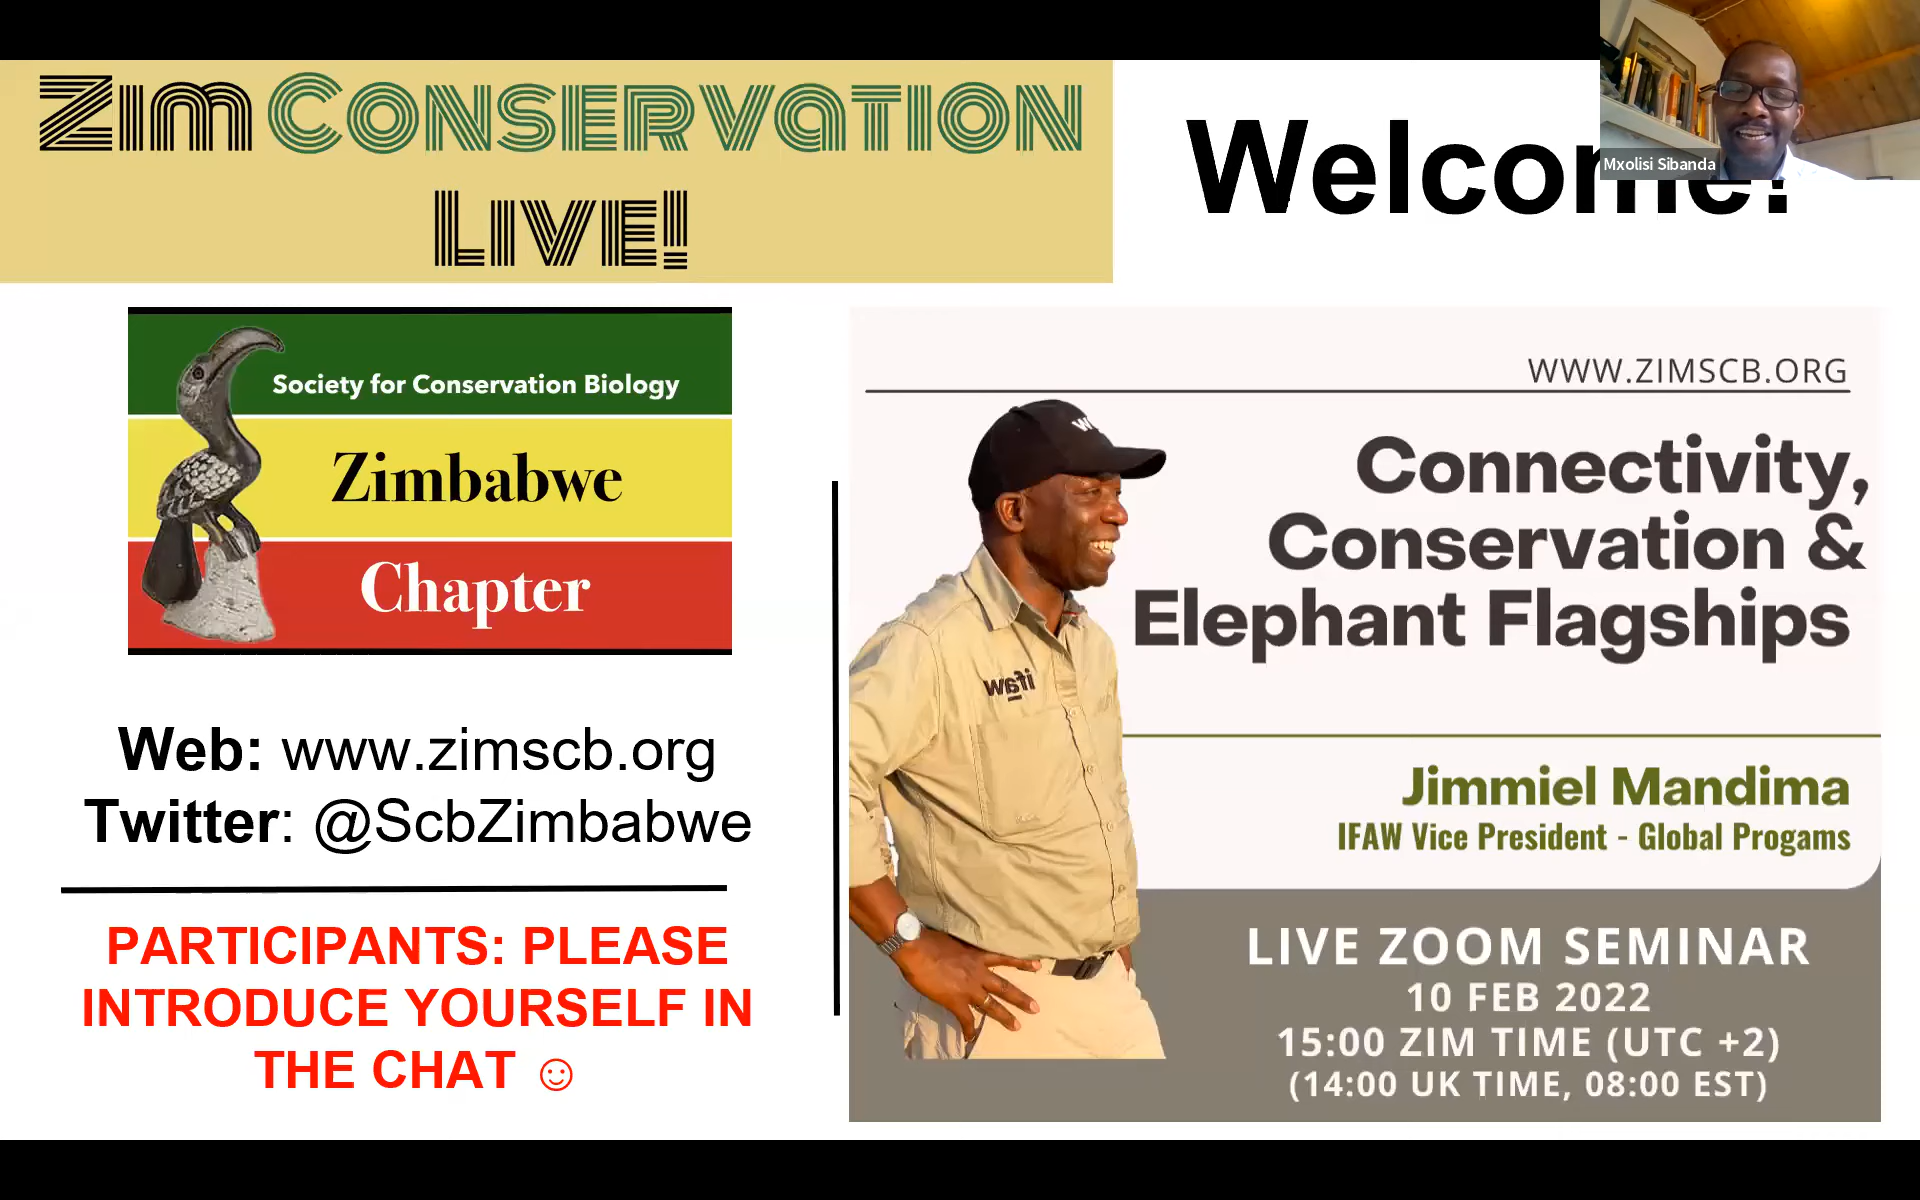 Zim Conservation
Live!
Welcome!
Mxolisi Sibanda
Society for Conservation Biology
Zimbabwe
Chapter
Web: www.zimscb.org
Twitter: @ScbZimbabwe
PARTICIPANTS: PLEASE
INTRODUCE YOURSELF IN
THE CHAT ☺
WWW.ZIMSCB.ORG
Connectivity,
Conservation &
Elephant Flagships
ifaw
Jimmiel Mandima
IFAW Vice President - Global Progams
LIVE ZOOM SEMINAR
10 FEB 2022
15:00 ZIM TIME (UTC +2)
(14:00 UK TIME, 08:00 EST)